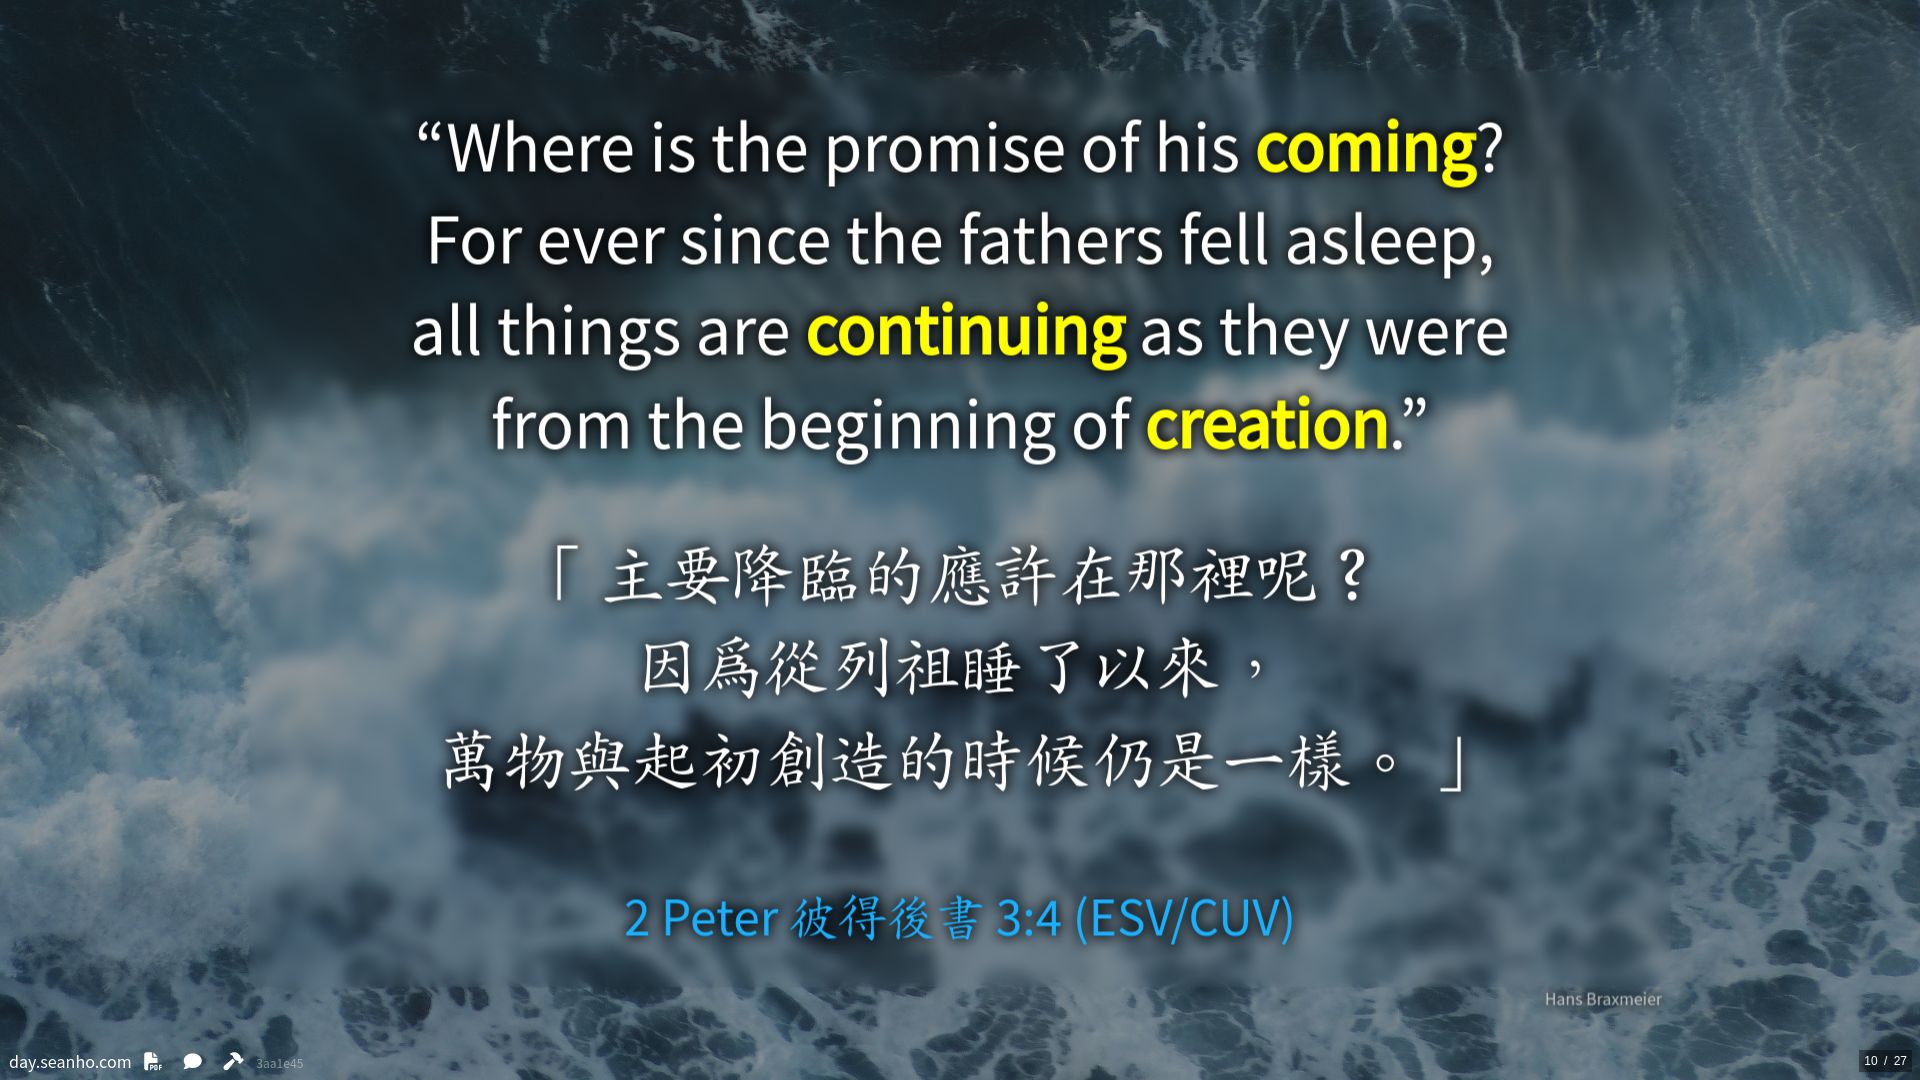 “Where is the promise of his coming?
For ever since the fathers fell asleep,
all things are continuing as they were
from the beginning of creation.”
「主要降臨的應許在那裡呢？
因爲從列祖睡了以來，
萬物與起初創造的時候仍是一樣。」
2 Peter 彼得後書 3:4 (ESV/CUV)
Hans Braxmeier
day.seanho.com PDF 3aa1e45
10 / 27